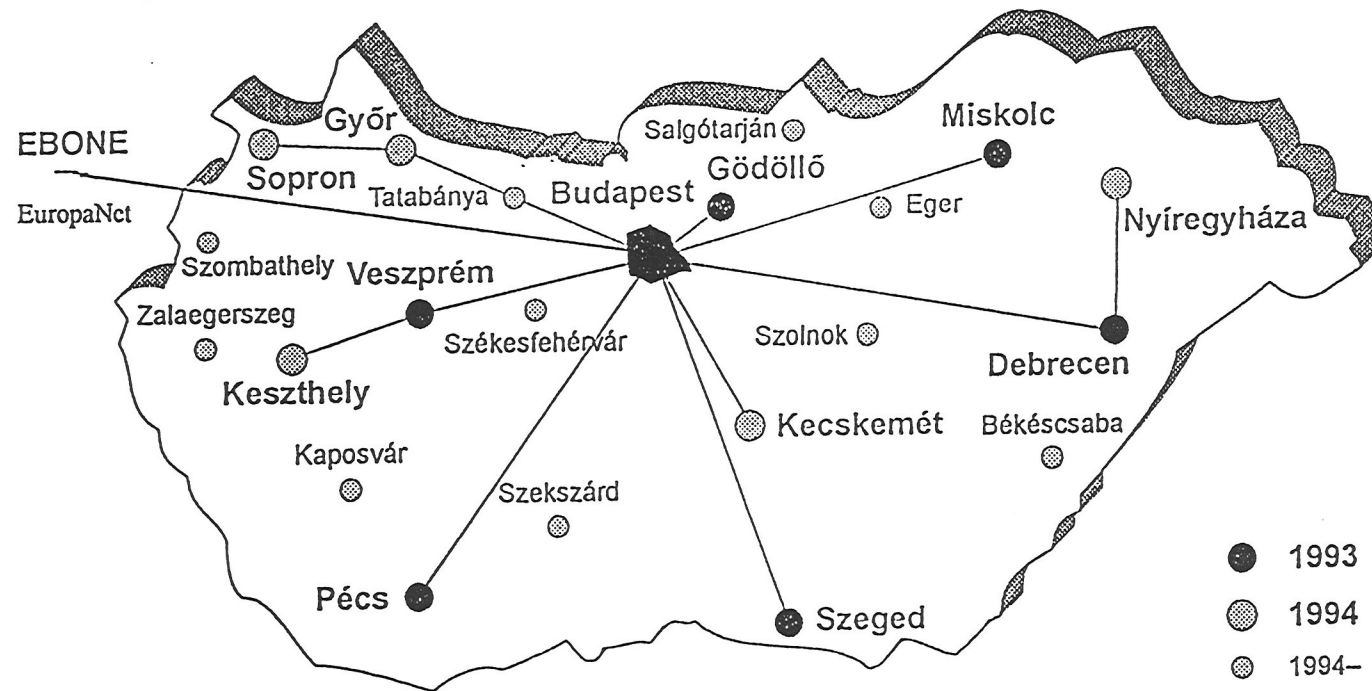 Salgótarján
Miskolc
Győr
EBONE
Gödöllő
Sopron
Tatabánya
Budapest
Eger
EuropaNet
Nyíregyháza
Szombathely
Veszprém
Zalaegerszeg
Székesfehérvár
Szolnok
Debrecen
Keszthely
Kecskemét
Békéscsaba
Kaposvár
Szekszárd
1993
Pécs
Szeged
1994
1994–